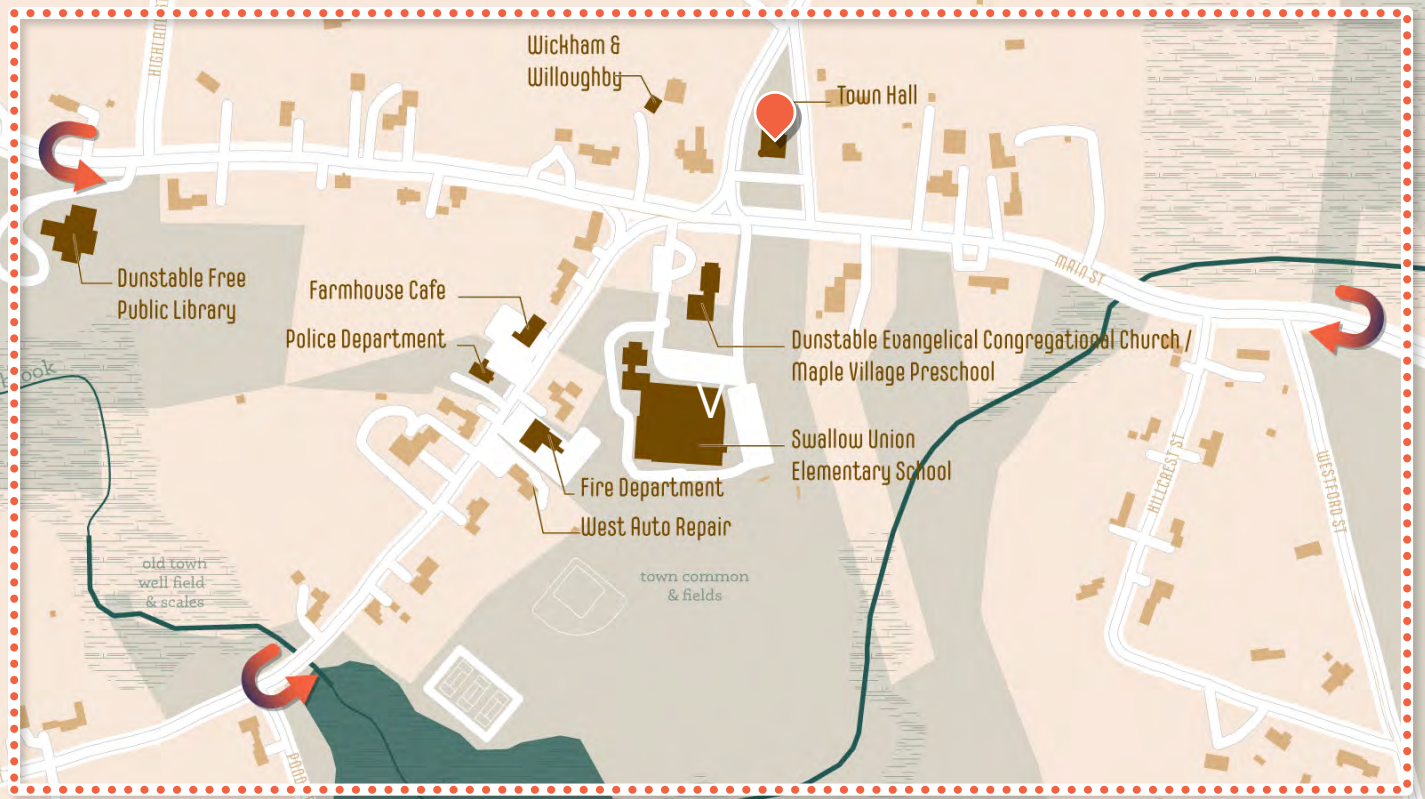 HIGHLAND
Wickham &
Willoughby
Town Hall
Dunstable Free
Public Library
Farmhouse Cafe
Police Department
MAIN ST
Dunstable Evangelical Congregational Church /
Maple Village Preschool
Swallow Union
Elementary School
Fire Department
West Auto Repair
HILLCREST ST
WESTFORD ST
old town
well field
& scales
town common
& fields
POND